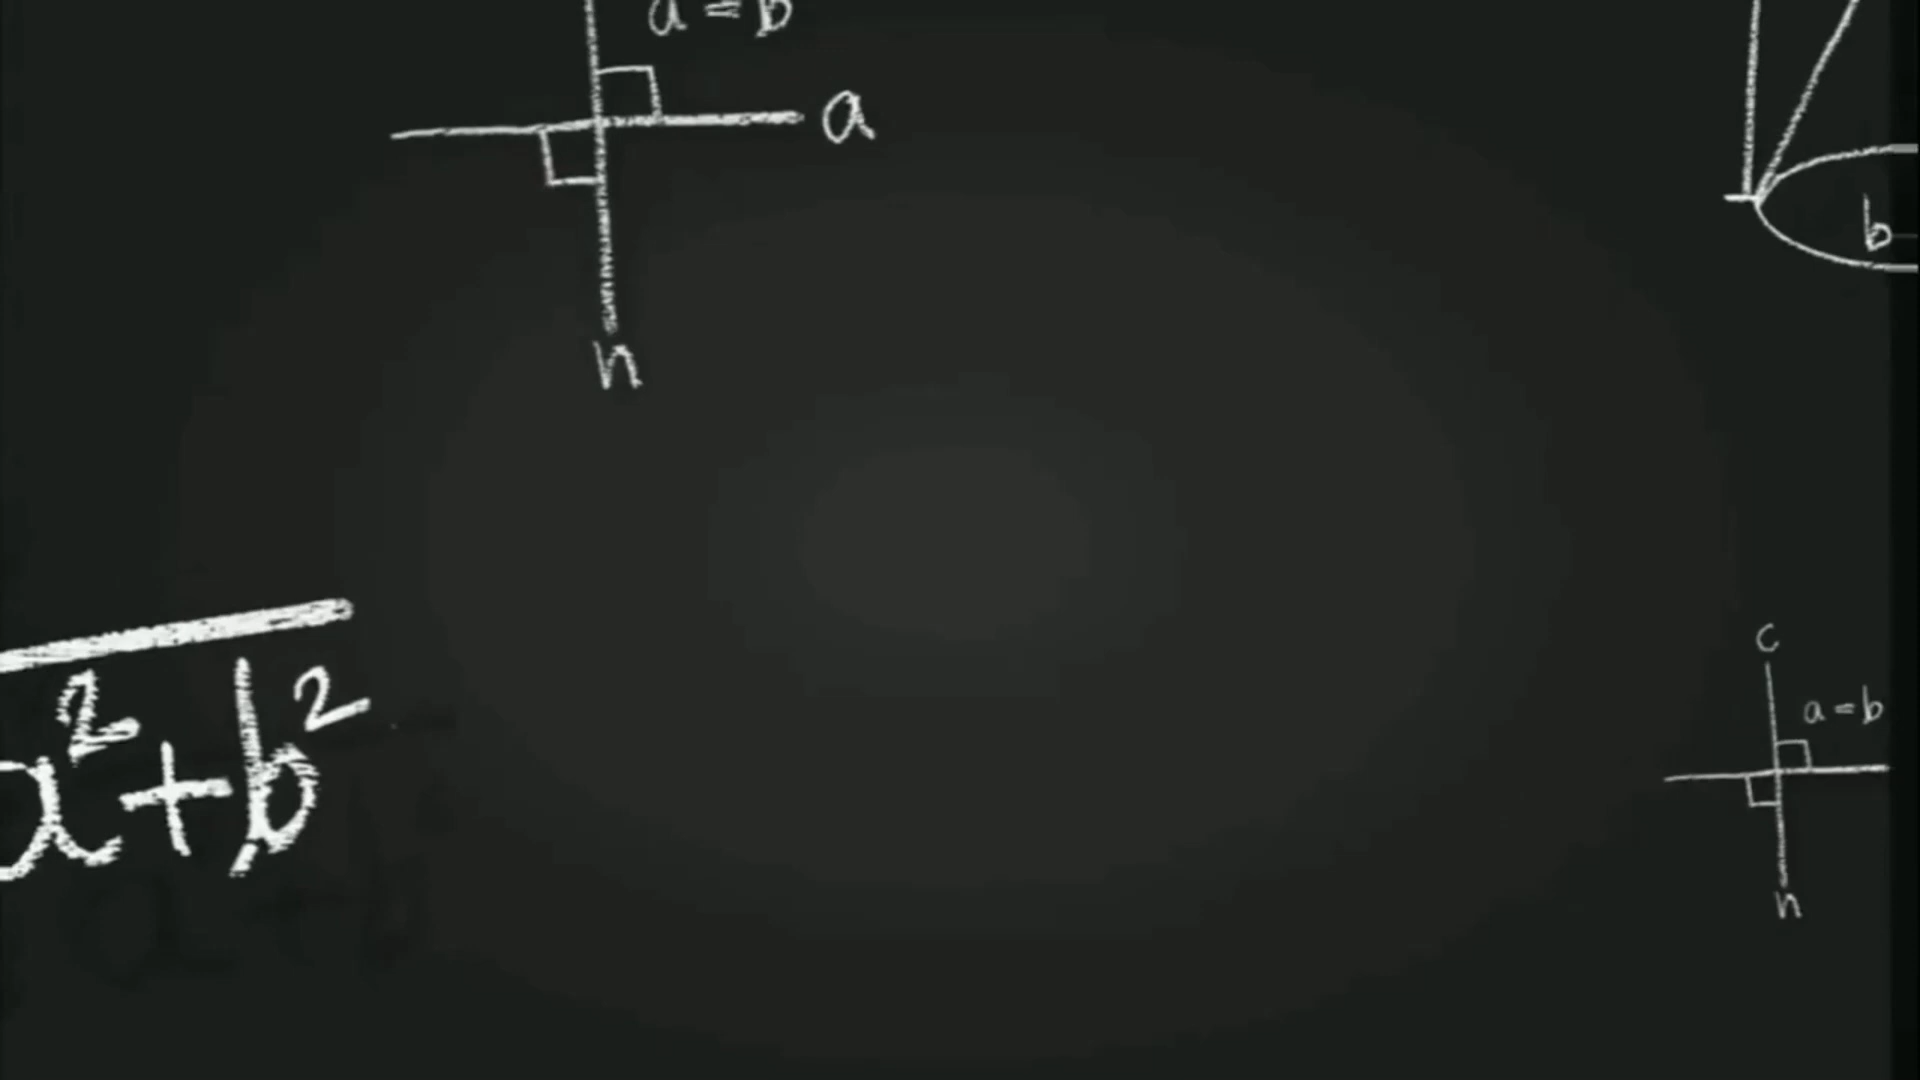 a = b
a
n
b
a²+b²
c
a = b
n